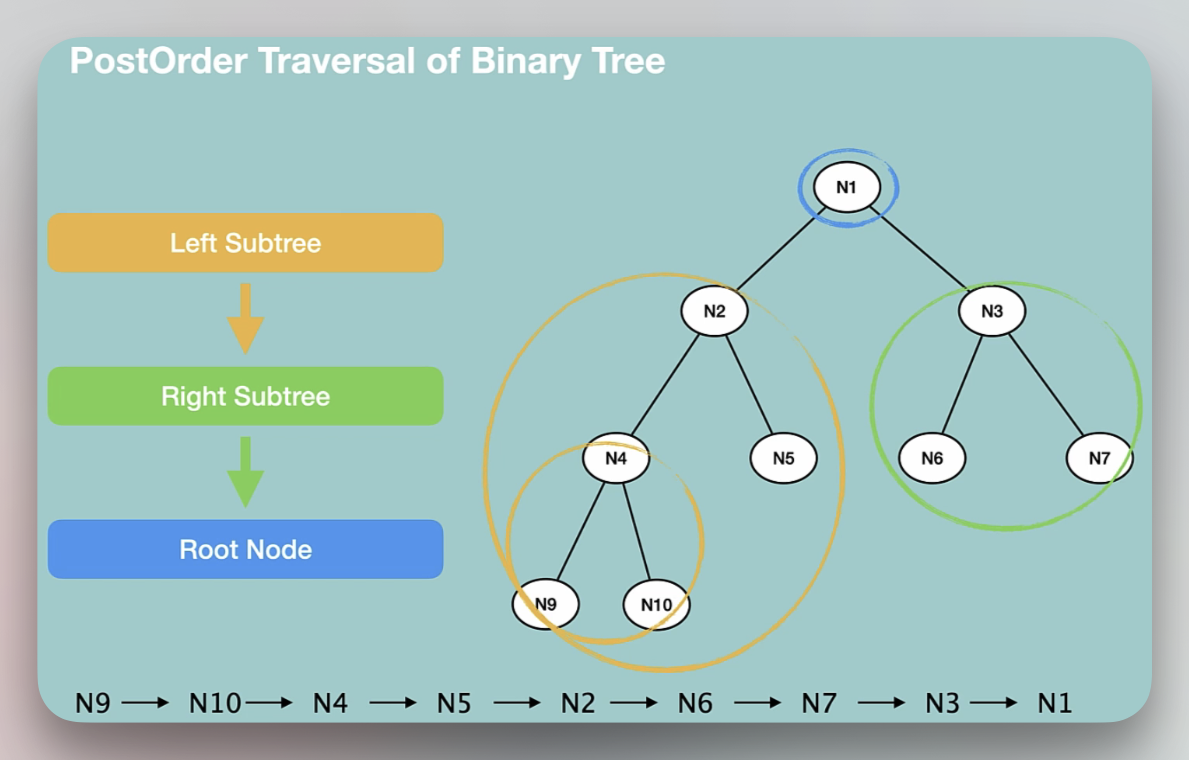 PostOrder Traversal of Binary Tree
Left Subtree
Right Subtree
Root Node
N1
N2
N3
N4
N5
N6
N7
N9
N10
N9 → N10 → N4 → N5 → N2 → N6 → N7 → N3 → N1